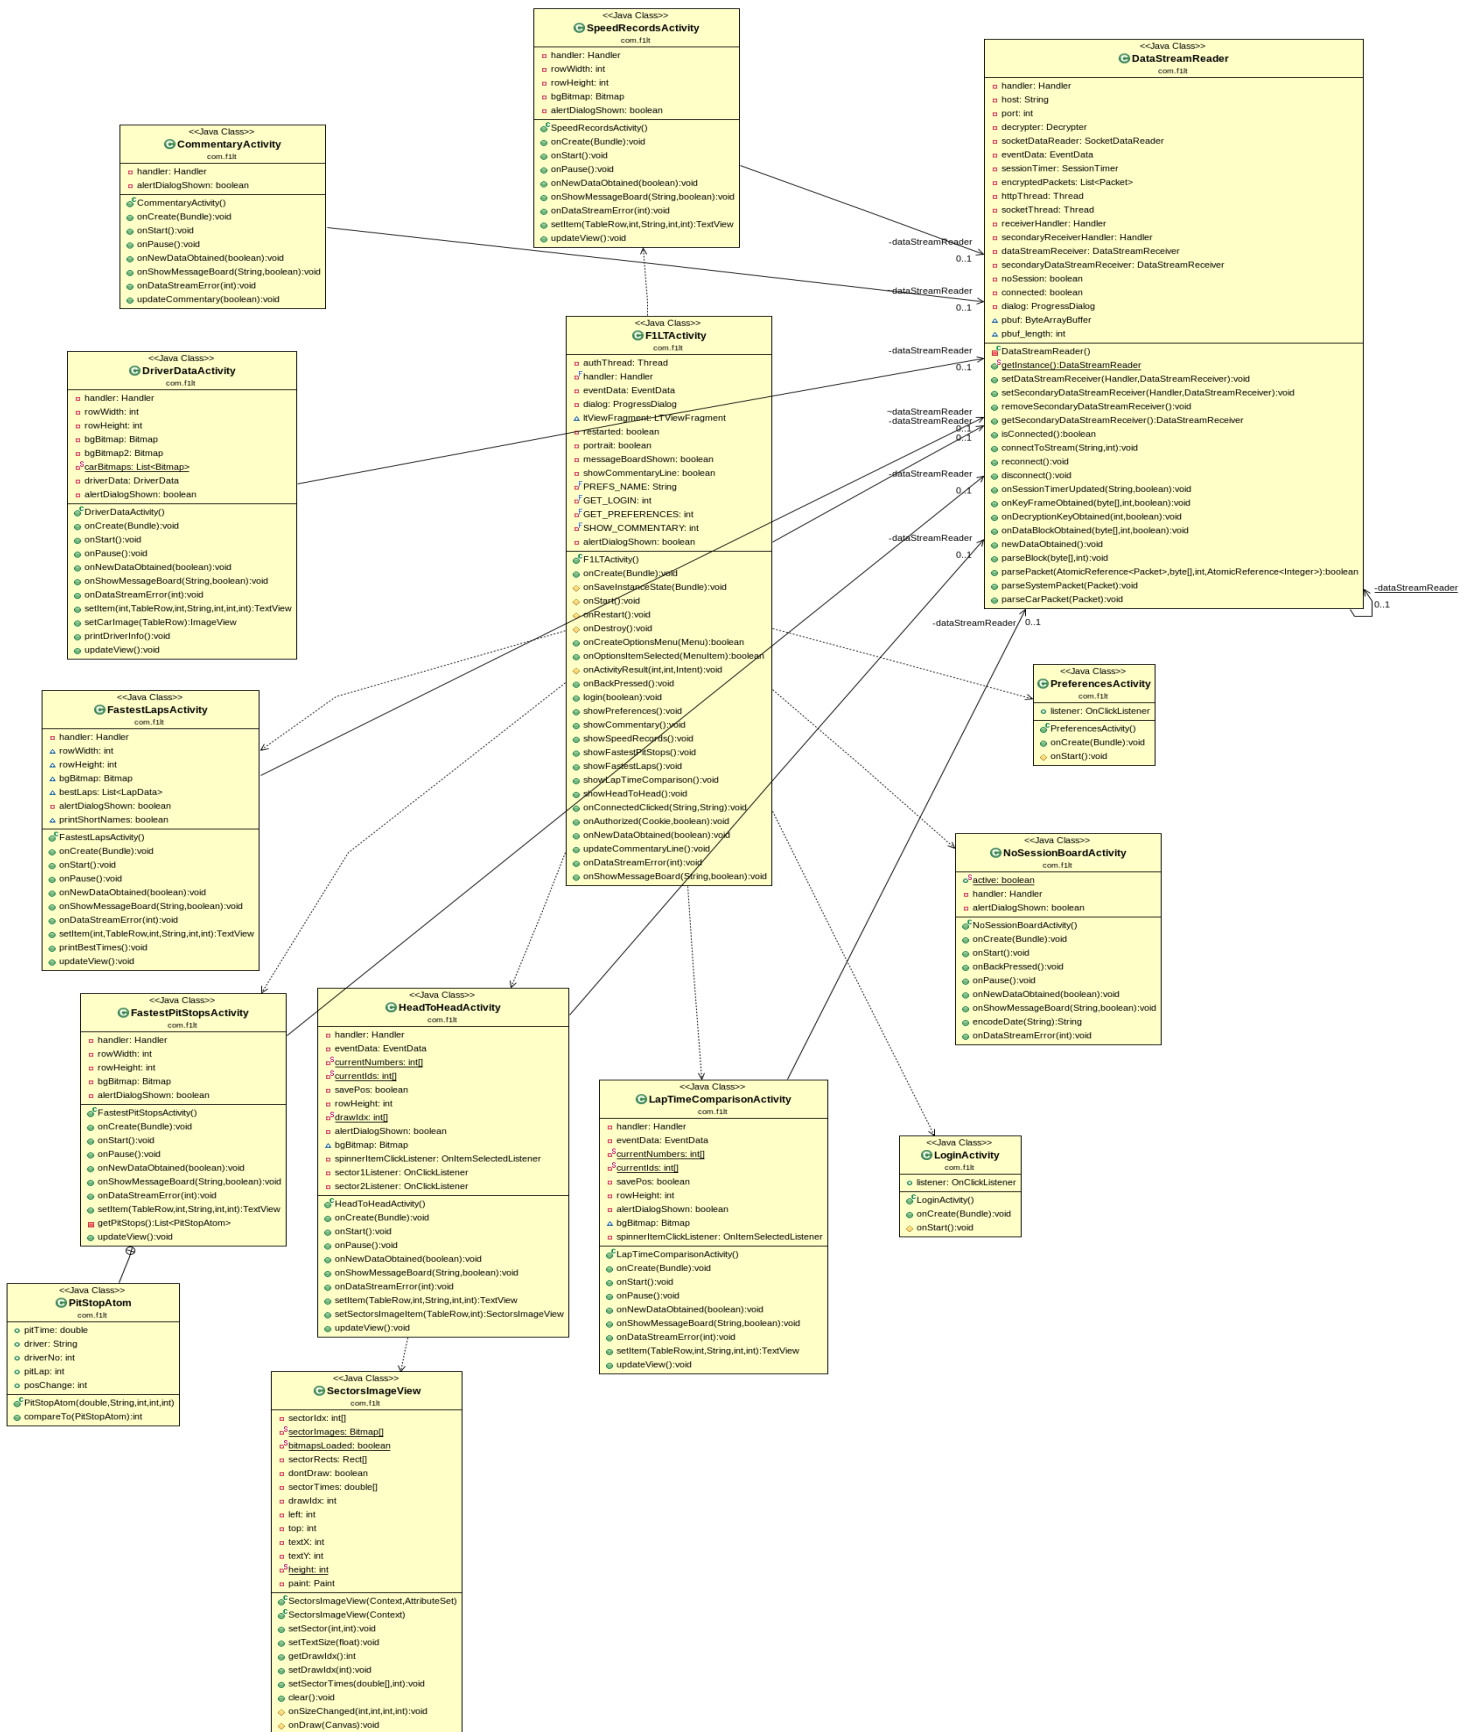 <<Java Class>>
SpeedRecordsActivity
com.f1lt
handler: Handler
rowWidth: int
rowHeight: int
bgBitmap: Bitmap
alertDialogShown: boolean
SpeedRecordsActivity()
onCreate(Bundle):void
onStart():void
onPause():void
onNewDataObtained(boolean):void
onShowMessageBoard(String,boolean):void
onDataStreamError(int):void
setItem(TableRow,int,String,int,int):TextView
updateView():void
<<Java Class>>
DataStreamReader
com.f1lt
handler: Handler
host: String
port: int
decrypter: Decrypter
socketDataReader: SocketDataReader
eventData: EventData
sessionTimer: SessionTimer
encryptedPackets: List<Packet>
httpThread: Thread
socketThread: Thread
receiverHandler: Handler
secondaryReceiverHandler: Handler
dataStreamReceiver: DataStreamReceiver
secondaryDataStreamReceiver: DataStreamReceiver
noSession: boolean
connected: boolean
dialog: ProgressDialog
pbuf: ByteArrayBuffer
pbuf_length: int
DataStreamReader()
getInstance():DataStreamReader
setDataStreamReceiver(Handler,DataStreamReceiver):void
setSecondaryDataStreamReceiver(Handler,DataStreamReceiver):void
removeSecondaryDataStreamReceiver():void
getSecondaryDataStreamReceiver():DataStreamReceiver
isConnected():boolean
connectToStream(String,int):void
reconnect():void
disconnect():void
onSessionTimerUpdated(String,boolean):void
onKeyFrameObtained(byte[],int,boolean):void
onDecryptionKeyObtained(int,boolean):void
onDataBlockObtained(byte[],int,boolean):void
newDataObtained():void
parseBlock(byte[],int):void
parsePacket(AtomicReference<Packet>,byte[],int,AtomicReference<Integer>):boolean
parseSystemPacket(Packet):void
parseCarPacket(Packet):void
<<Java Class>>
CommentaryActivity
com.f1lt
handler: Handler
alertDialogShown: boolean
CommentaryActivity()
onCreate(Bundle):void
onStart():void
onPause():void
onNewDataObtained(boolean):void
onShowMessageBoard(String,boolean):void
onDataStreamError(int):void
updateCommentary(boolean):void
-dataStreamReader
0..1
-dataStreamReader
0..1
-dataStreamReader
0..1
~dataStreamReader
-dataStreamReader
0..1
0..1
-dataStreamReader
0..1
-dataStreamReader
0..1
-dataStreamReader
0..1
-dataStreamReader
0..1
<<Java Class>>
F1LTActivity
com.f1lt
authThread: Thread
handler: Handler
eventData: EventData
dialog: ProgressDialog
ltViewFragment: LTViewFragment
restarted: boolean
portrait: boolean
messageBoardShown: boolean
showCommentaryLine: boolean
PREFS_NAME: String
GET_LOGIN: int
GET_PREFERENCES: int
SHOW_COMMENTARY: int
alertDialogShown: boolean
F1LTActivity()
onCreate(Bundle):void
onSaveInstanceState(Bundle):void
onStart():void
onRestart():void
onDestroy():void
onCreateOptionsMenu(Menu):boolean
onOptionsItemSelected(MenuItem):boolean
onActivityResult(int,int,Intent):void
onBackPressed():void
login(boolean):void
showPreferences():void
showCommentary():void
showSpeedRecords():void
showFastestPitStops():void
showFastestLaps():void
showLapTimeComparison():void
showHeadToHead():void
onConnectedClicked(String,String):void
onAuthorized(Cookie,boolean):void
onNewDataObtained(boolean):void
updateCommentaryLine():void
onDataStreamError(int):void
onShowMessageBoard(String,boolean):void
<<Java Class>>
DriverDataActivity
com.f1lt
handler: Handler
rowWidth: int
rowHeight: int
bgBitmap: Bitmap
bgBitmap2: Bitmap
carBitmaps: List<Bitmap>
driverData: DriverData
alertDialogShown: boolean
DriverDataActivity()
onCreate(Bundle):void
onStart():void
onPause():void
onNewDataObtained(boolean):void
onShowMessageBoard(String,boolean):void
onDataStreamError(int):void
setItem(int,TableRow,int,String,int,int,int):TextView
setCarImage(TableRow):ImageView
printDriverInfo():void
updateView():void
<<Java Class>>
PreferencesActivity
com.f1lt
listener: OnClickListener
PreferencesActivity()
onCreate(Bundle):void
onStart():void
<<Java Class>>
FastestLapsActivity
com.f1lt
handler: Handler
rowWidth: int
rowHeight: int
bgBitmap: Bitmap
bestLaps: List<LapData>
alertDialogShown: boolean
printShortNames: boolean
FastestLapsActivity()
onCreate(Bundle):void
onStart():void
onPause():void
onNewDataObtained(boolean):void
onShowMessageBoard(String,boolean):void
onDataStreamError(int):void
setItem(int,TableRow,int,String,int,int):TextView
printBestTimes():void
updateView():void
<<Java Class>>
NoSessionBoardActivity
com.f1lt
active: boolean
handler: Handler
alertDialogShown: boolean
NoSessionBoardActivity()
onCreate(Bundle):void
onStart():void
onBackPressed():void
onPause():void
onNewDataObtained(boolean):void
onShowMessageBoard(String,boolean):void
encodeDate(String):String
onDataStreamError(int):void
<<Java Class>>
FastestPitStopsActivity
com.f1lt
handler: Handler
rowWidth: int
rowHeight: int
bgBitmap: Bitmap
alertDialogShown: boolean
FastestPitStopsActivity()
onCreate(Bundle):void
onStart():void
onPause():void
onNewDataObtained(boolean):void
onShowMessageBoard(String,boolean):void
onDataStreamError(int):void
setItem(TableRow,int,String,int,int):TextView
getPitStops():List<PitStopAtom>
updateView():void
<<Java Class>>
HeadToHeadActivity
com.f1lt
handler: Handler
eventData: EventData
currentNumbers: int[]
currentIds: int[]
savePos: boolean
rowHeight: int
drawIdx: int[]
alertDialogShown: boolean
bgBitmap: Bitmap
spinnerItemClickListener: OnItemSelectedListener
sector1Listener: OnClickListener
sector2Listener: OnClickListener
HeadToHeadActivity()
onCreate(Bundle):void
onStart():void
onPause():void
onNewDataObtained(boolean):void
onShowMessageBoard(String,boolean):void
onDataStreamError(int):void
setItem(TableRow,int,String,int,int):TextView
setSectorsImageItem(TableRow,int):SectorsImageView
updateView():void
<<Java Class>>
LapTimeComparisonActivity
com.f1lt
handler: Handler
eventData: EventData
currentNumbers: int[]
currentIds: int[]
savePos: boolean
rowHeight: int
alertDialogShown: boolean
bgBitmap: Bitmap
spinnerItemClickListener: OnItemSelectedListener
LapTimeComparisonActivity()
onCreate(Bundle):void
onStart():void
onPause():void
onNewDataObtained(boolean):void
onShowMessageBoard(String,boolean):void
onDataStreamError(int):void
setItem(TableRow,int,String,int,int):TextView
updateView():void
<<Java Class>>
LoginActivity
com.f1lt
listener: OnClickListener
LoginActivity()
onCreate(Bundle):void
onStart():void
<<Java Class>>
PitStopAtom
com.f1lt
pitTime: double
driver: String
driverNo: int
pitLap: int
posChange: int
PitStopAtom(double,String,int,int,int)
compareTo(PitStopAtom):int
<<Java Class>>
SectorsImageView
com.f1lt
sectorIdx: int[]
sectorImages: Bitmap[]
bitmapsLoaded: boolean
sectorRects: Rect[]
dontDraw: boolean
sectorTimes: double[]
drawIdx: int
left: int
top: int
textX: int
textY: int
height: int
paint: Paint
SectorsImageView(Context,AttributeSet)
SectorsImageView(Context)
setSector(int,int):void
setTextSize(float):void
getDrawIdx():int
setDrawIdx(int):void
setSectorTimes(double[],int):void
clear():void
onSizeChanged(int,int,int,int):void
onDraw(Canvas):void